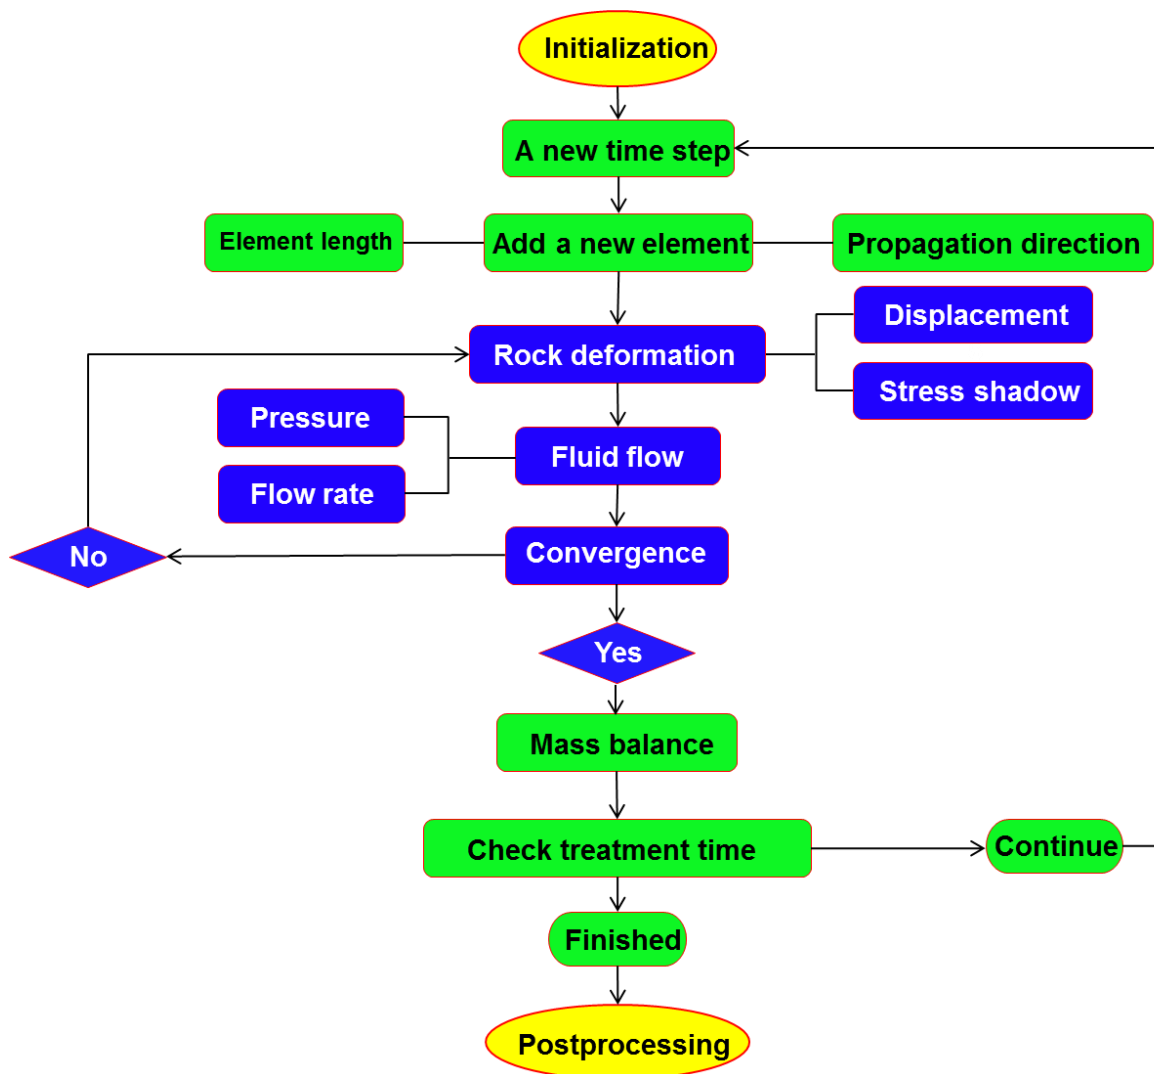 Initialization
A new time step
Element length
Add a new element
Propagation direction
Displacement
Rock deformation
Stress shadow
Pressure
Fluid flow
Flow rate
No
Convergence
Yes
Mass balance
Check treatment time
Continue
Finished
Postprocessing